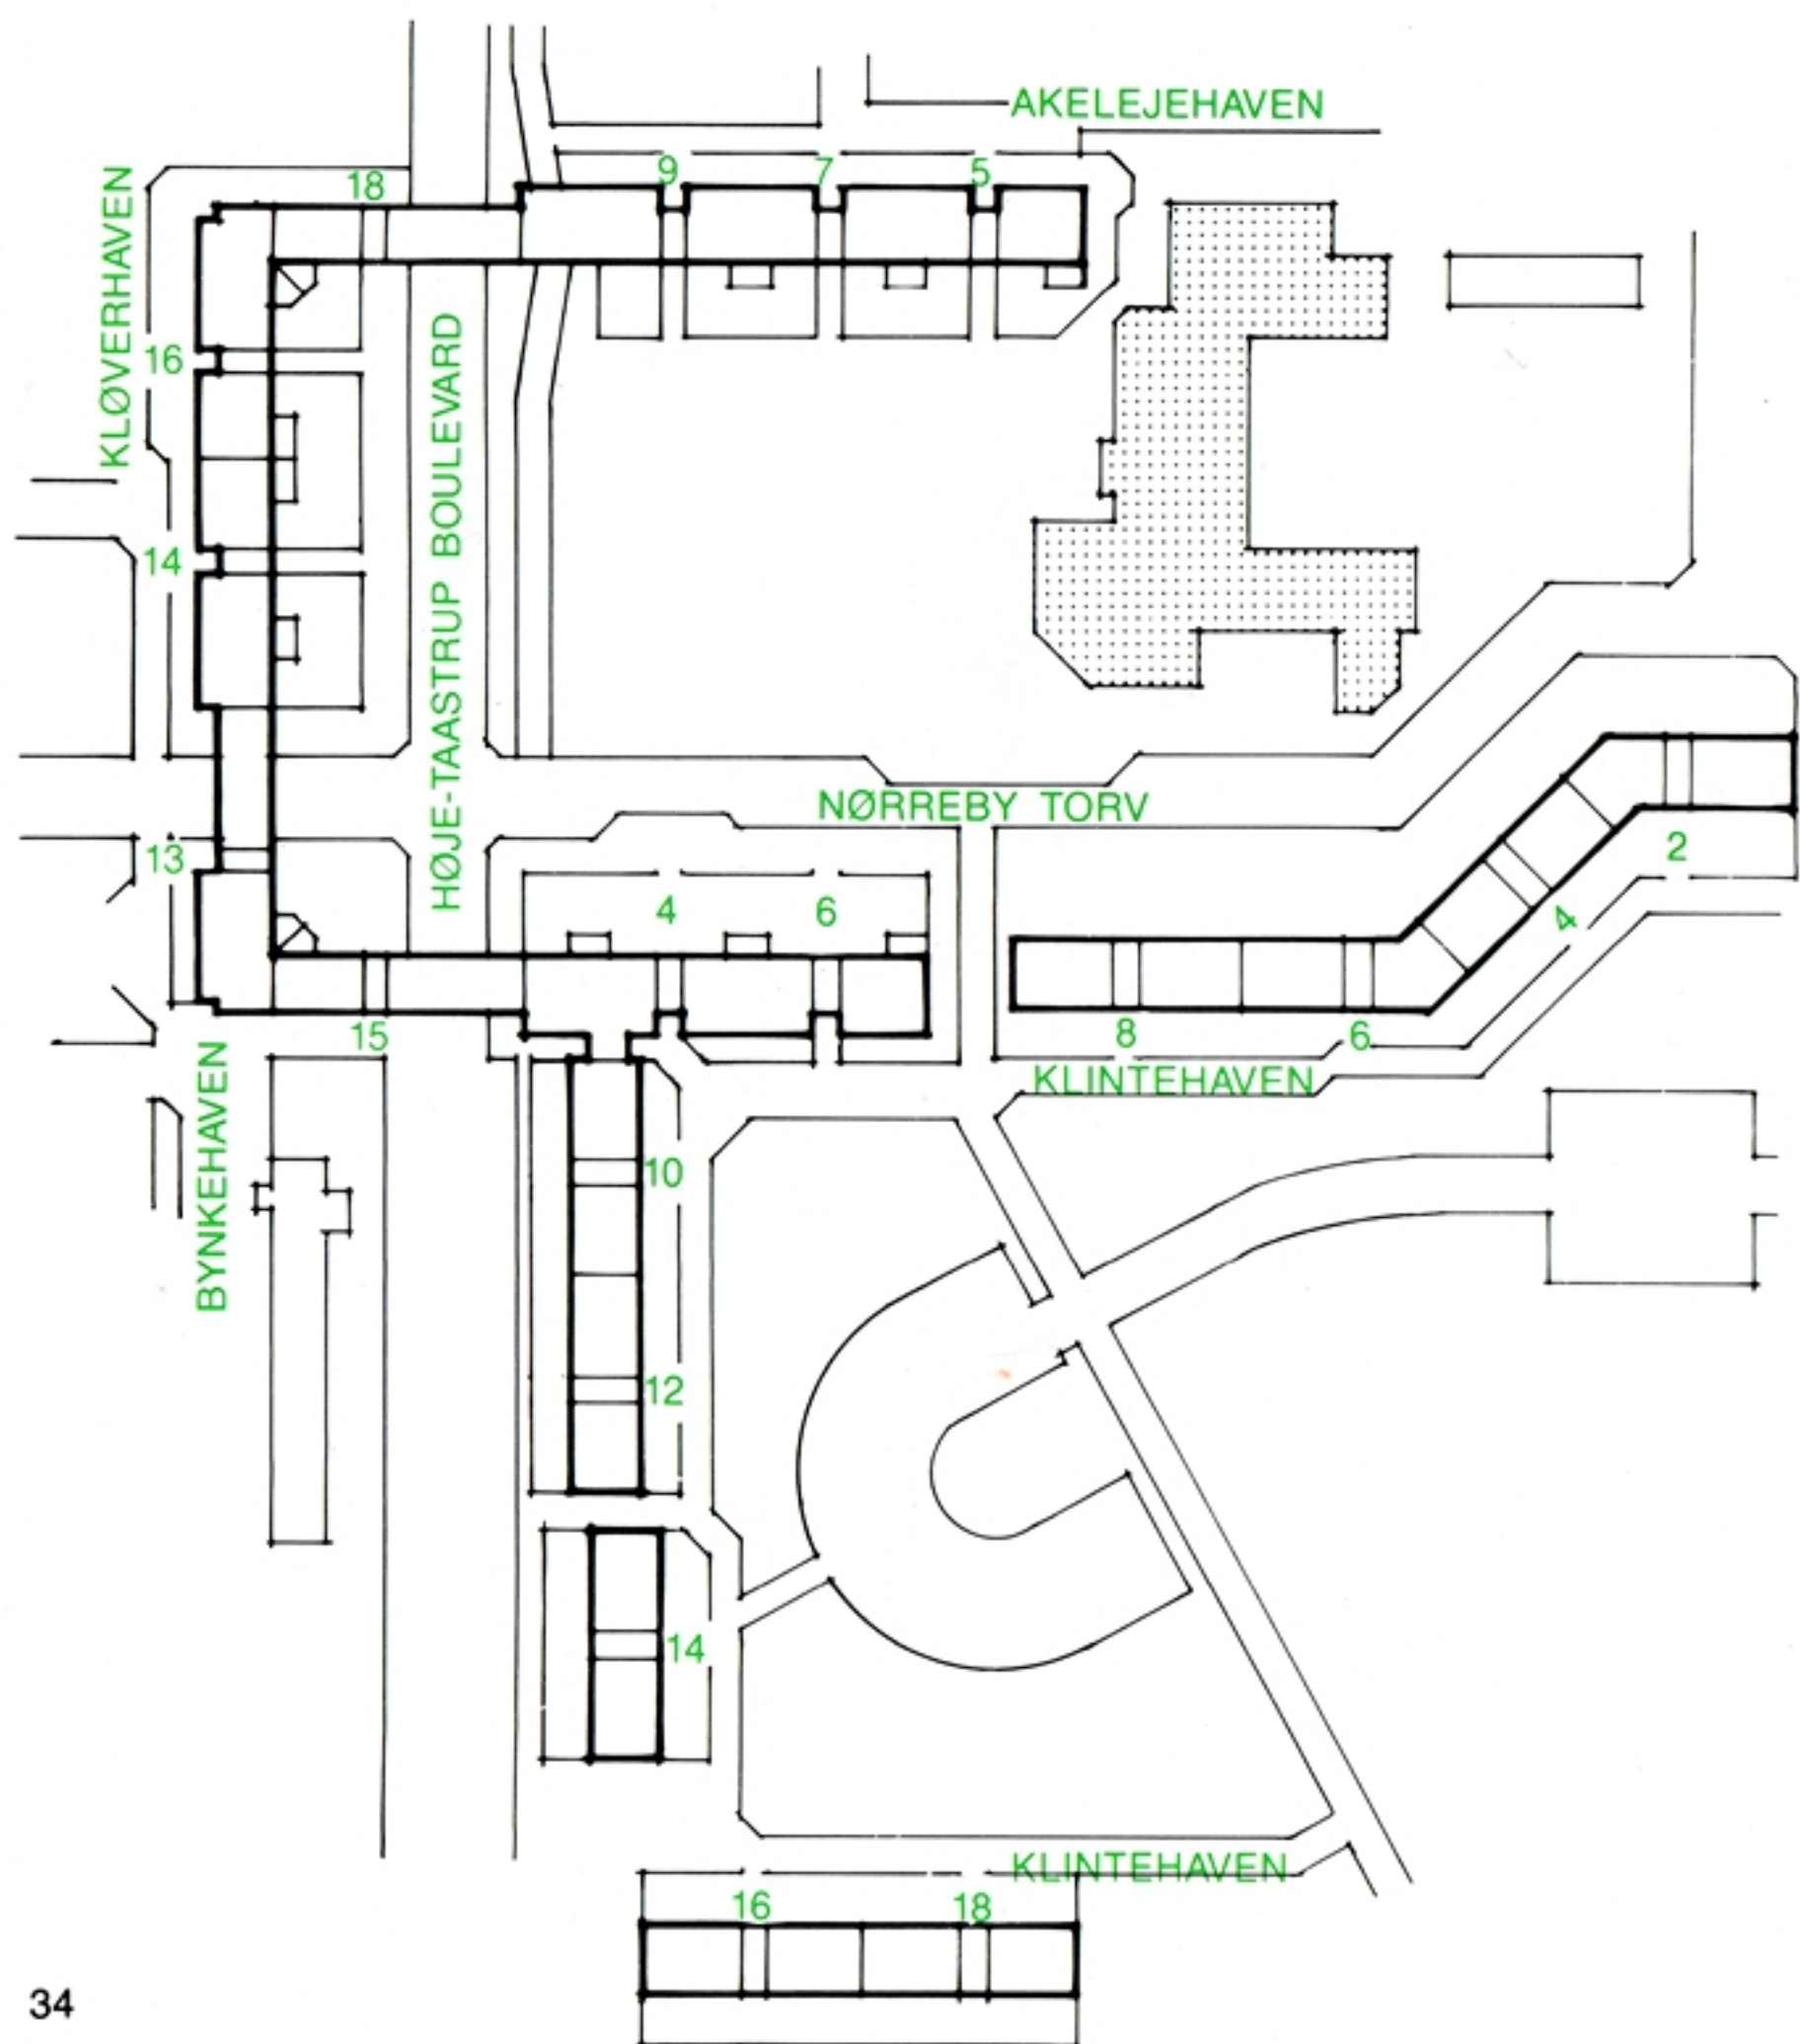 AKELEJEHAVEN
9
7
5
18
KLØVERHAVEN
16
HØJE-TAASTRUP BOULEVARD
14
NØRREBY TORV
13
2
4
6
4
15
8
6
KLINTEHAVEN
BYNKEHAVEN
10
12
14
KLINTEHAVEN
16
18
34